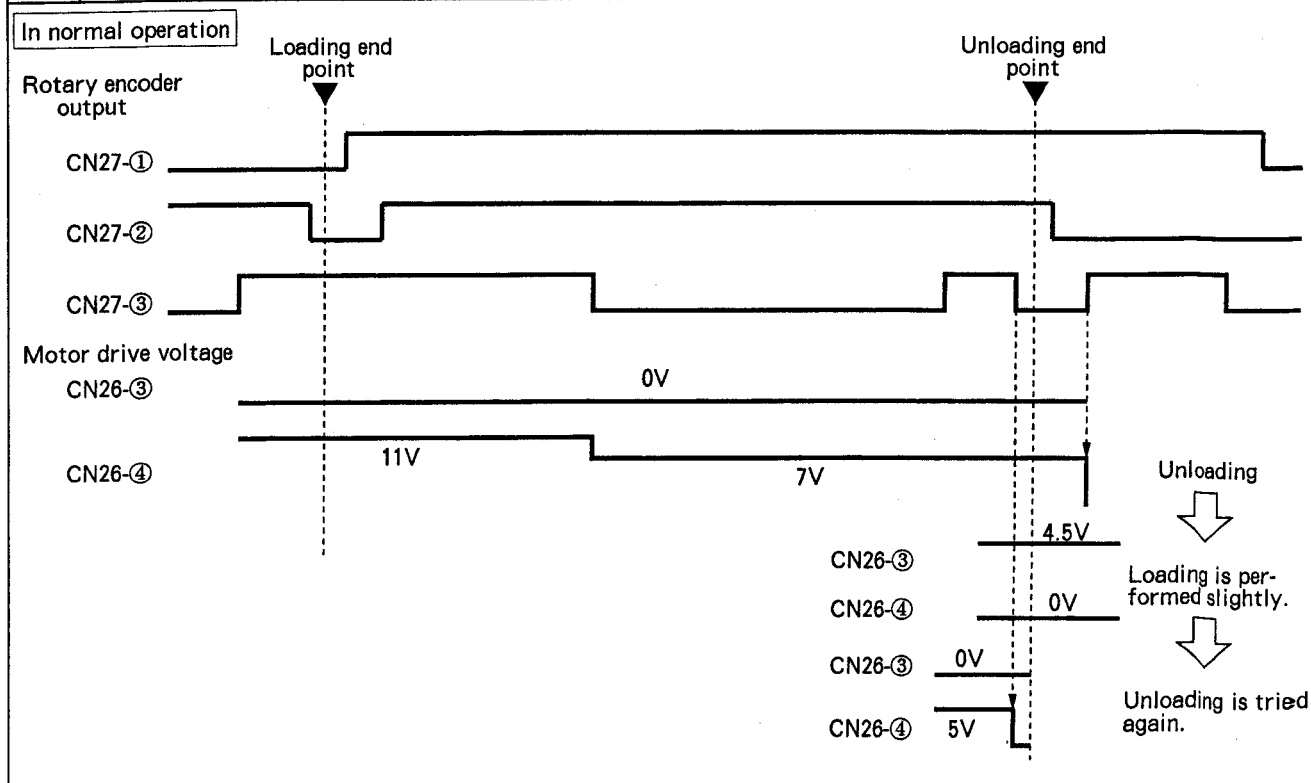 In normal operation
Loading end
point
Unloading end
point
Rotary encoder
output
CN27-①
CN27-②
CN27-③
Motor drive voltage
CN26-③
0V
CN26-④
11V
7V
Unloading
CN26-③
4.5V
Loading is per-
formed slightly.
CN26-④
0V
CN26-③
0V
Unloading is tried
again.
CN26-④
5V